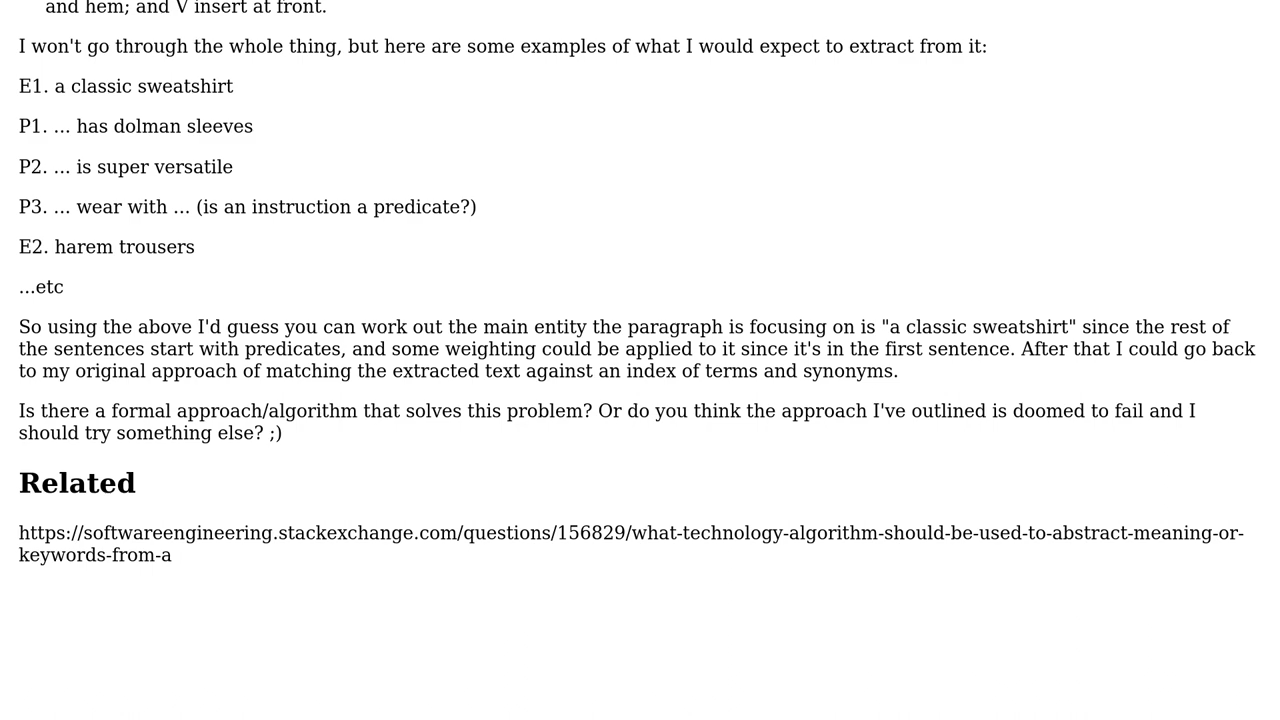 and hem; and V insert at front.
I won't go through the whole thing, but here are some examples of what I would expect to extract from it:
E1. a classic sweatshirt
P1. ... has dolman sleeves
P2. ... is super versatile
P3. ... wear with ... (is an instruction a predicate?)
E2. harem trousers
...etc
So using the above I'd guess you can work out the main entity the paragraph is focusing on is "a classic sweatshirt" since the rest of
the sentences start with predicates, and some weighting could be applied to it since it's in the first sentence. After that I could go back
to my original approach of matching the extracted text against an index of terms and synonyms.
Is there a formal approach/algorithm that solves this problem? Or do you think the approach I've outlined is doomed to fail and I
should try something else? ;)
Related
https://softwareengineering.stackexchange.com/questions/156829/what-technology-algorithm-should-be-used-to-abstract-meaning-or-
keywords-from-a